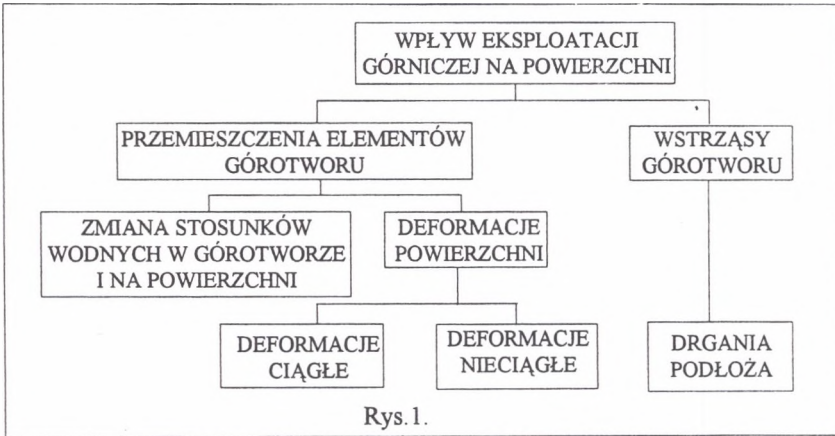 WPŁYW EKSPLOATACJI
GÓRNICZEJ NA POWIERZCHNI
PRZEMIESZCZENIA ELEMENTÓW
GÓROTWORU
WSTRZĄSY
GÓROTWORU
ZMIANA STOSUNKÓW
WODNYCH W GÓROTWORZE
I NA POWIERZCHNI
DEFORMACJE
POWIERZCHNI
DEFORMACJE
CIĄGŁE
DEFORMACJE
NIECIĄGŁE
DRGANIA
PODŁOŻA
Rys.1.